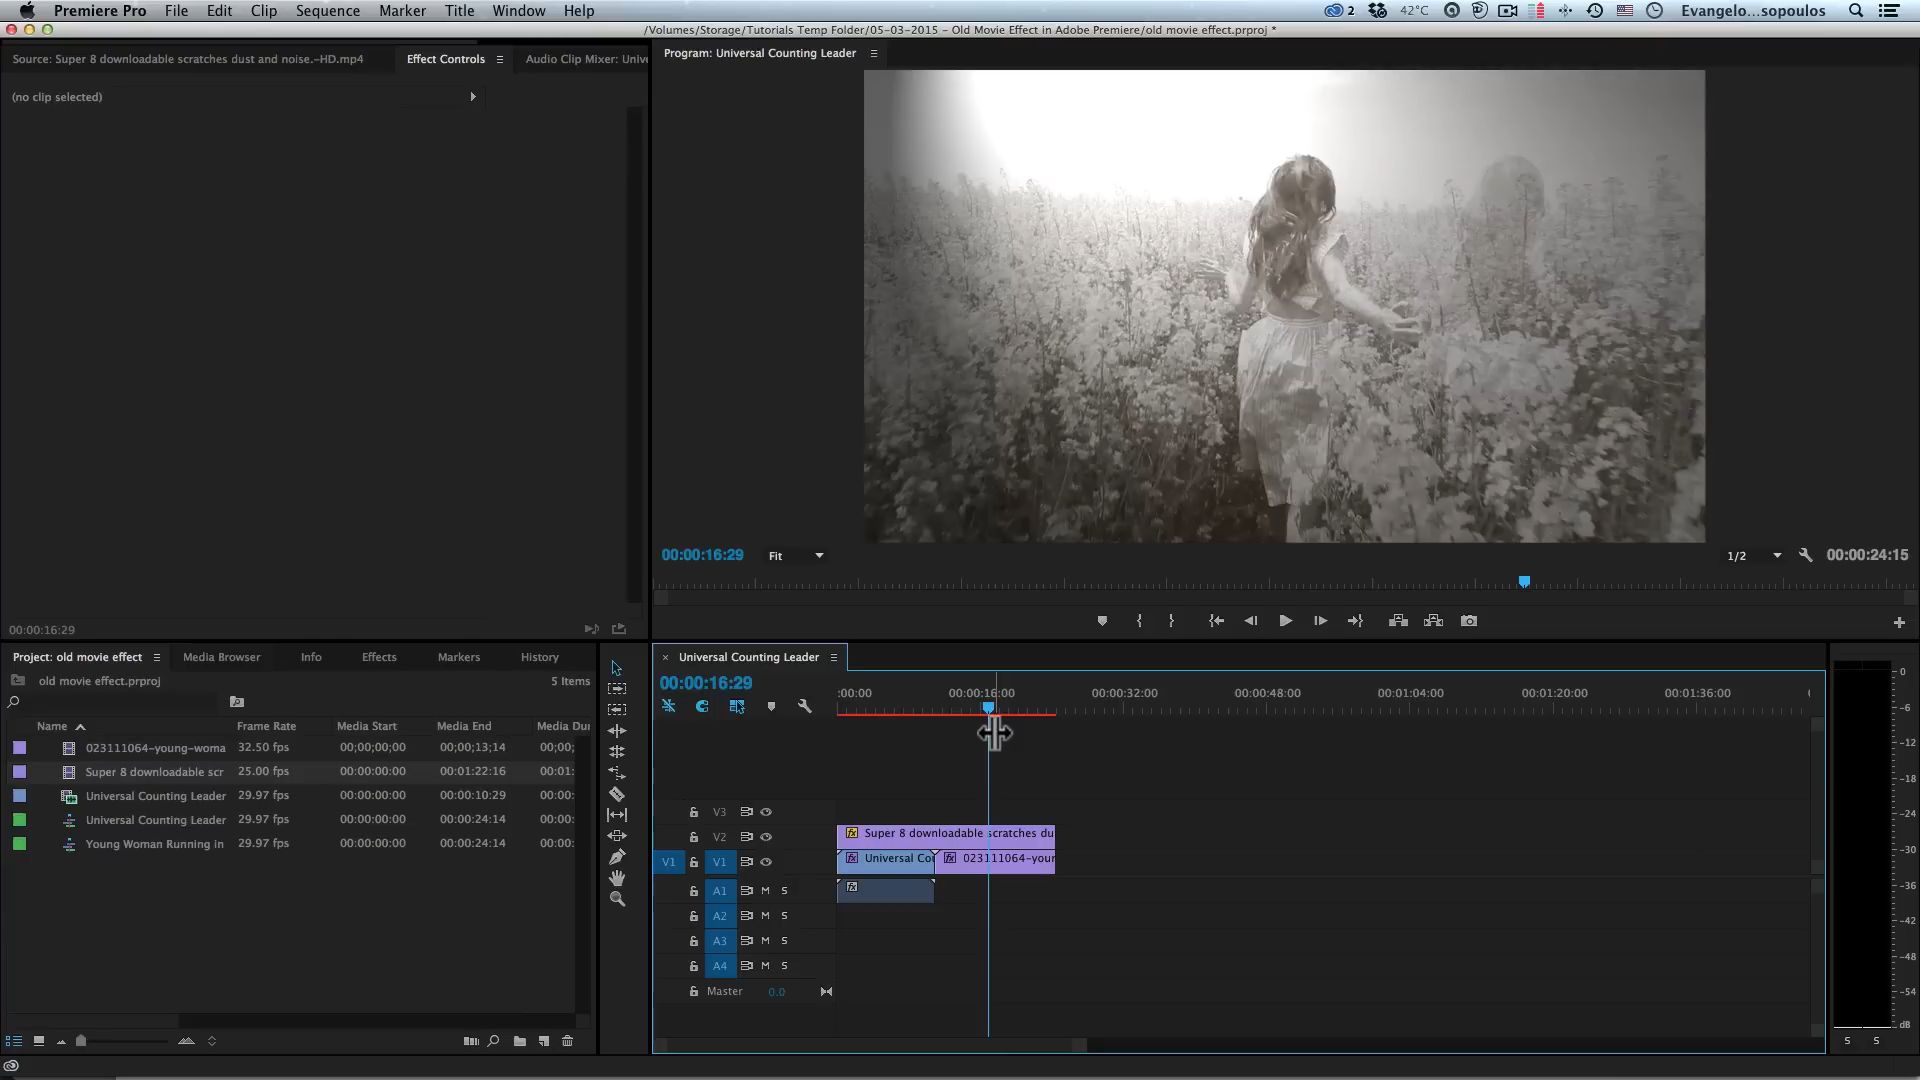 Premiere Pro File Edit Clip Sequence Marker Title Window Help 2 42°C Evangelo...sopoulos
/Volumes/Storage/Tutorials Temp Folder/05-03-2015 - Old Movie Effect in Adobe Premiere/old movie effect.prproj *
Source: Super 8 downloadable scratches dust and noise.-HD.mp4 Effect Controls Audio Clip Mixer: Unive
Program: Universal Counting Leader
(no clip selected)
00:00:16:29 Fit 1/2 00:00:24:15
00:00:16:29
Project: old movie effect Media Browser Info Effects Markers History
old movie effect.prproj 5 Items
Name Frame Rate Media Start Media End Media Dur
023111064-young-woma 32.50 fps 00;00;00;00 00;00;13;14 00;00;
Super 8 downloadable scr 25.00 fps 00:00:00:00 00:01:22:16 00:01:
Universal Counting Leader 29.97 fps 00:00:00:00 00:00:10:29 00:00:
Universal Counting Leader 29.97 fps 00:00:00:00 00:00:24:14 00:00:
Young Woman Running in 29.97 fps 00:00:00:00 00:00:24:14 00:00:
Universal Counting Leader
00:00:16:29
:00:00 00:00:16:00 00:00:32:00 00:00:48:00 00:01:04:00 00:01:20:00 00:01:36:00
V3
V2 fx Super 8 downloadable scratches du
V1 V1 fx Universal Cou fx 023111064-your
A1 M S fx
A2 M S
A3 M S
A4 M S
Master 0.0
0
-6
-12
-18
-24
-30
-36
-42
-48
-54
dB
S S